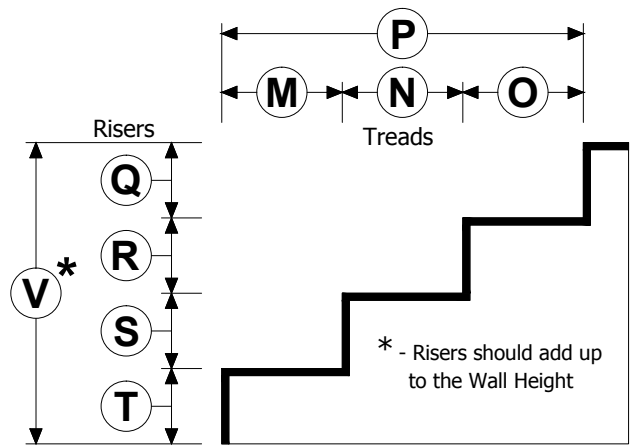 P
M N O
Risers
Treads
Q
R
V*
S
* - Risers should add up
to the Wall Height
T